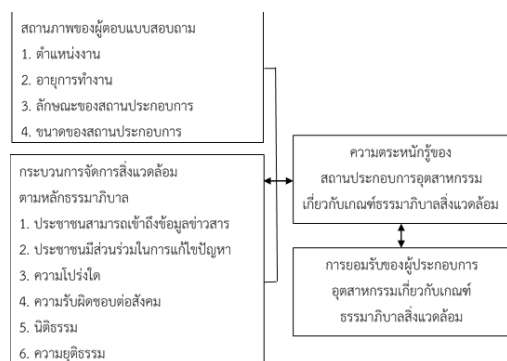 สถานภาพของผู้ตอบแบบสอบถาม
1. ตำแหน่งงาน
2. อายุการทำงาน
3. ลักษณะของสถานประกอบการ
4. ขนาดของสถานประกอบการ
กระบวนการจัดการสิ่งแวดล้อม
ตามหลักธรรมาภิบาล
1. ประชาชนสามารถเข้าถึงข้อมูลข่าวสาร
2. ประชาชนมีส่วนร่วมในการแก้ไขปัญหา
3. ความโปร่งใส
4. ความรับผิดชอบต่อสังคม
5. นิติธรรม
6. ความยุติธรรม
ความตระหนักรู้ของ
สถานประกอบการอุตสาหกรรม
เกี่ยวกับเกณฑ์ธรรมาภิบาลสิ่งแวดล้อม
การยอมรับของผู้ประกอบการ
อุตสาหกรรมเกี่ยวกับเกณฑ์
ธรรมาภิบาลสิ่งแวดล้อม